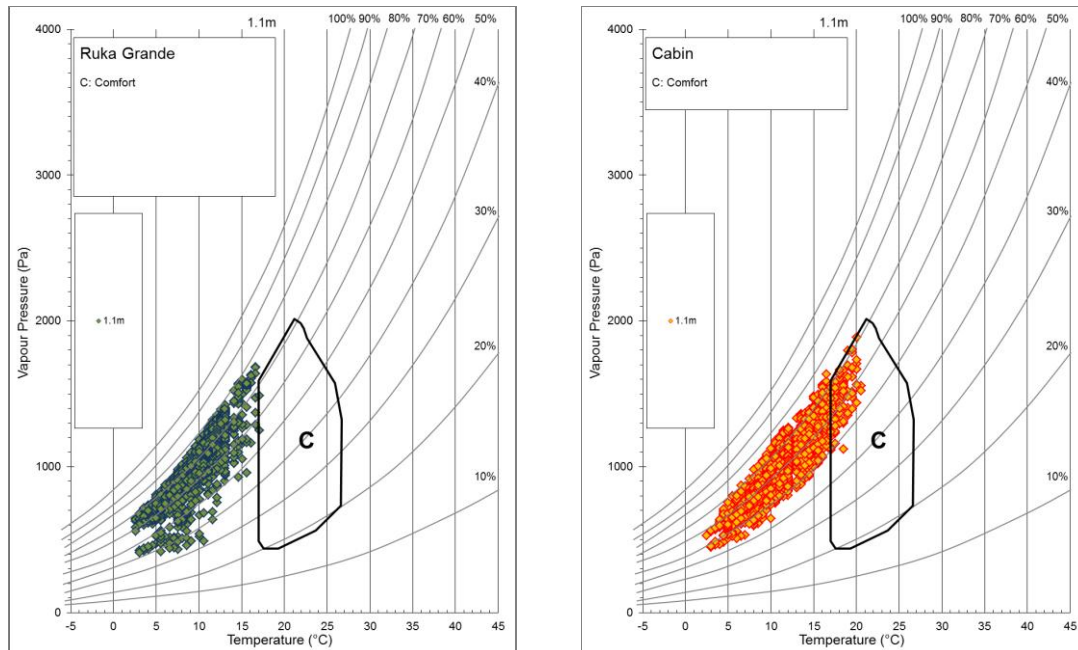 1.1m
100% 90% 80% 70% 60% 50%
4000
Ruka Grande
C: Comfort
40%
3000
30%
Vapour Pressure (Pa)
1.1m
2000
20%
C
1000
10%
0
-5 0 5 10 15 20 25 30 35 40 45
Temperature (°C)
1.1m
100% 90% 80% 70% 60% 50%
4000
Cabin
C: Comfort
40%
3000
30%
Vapour Pressure (Pa)
1.1m
2000
20%
C
1000
10%
0
-5 0 5 10 15 20 25 30 35 40 45
Temperature (°C)